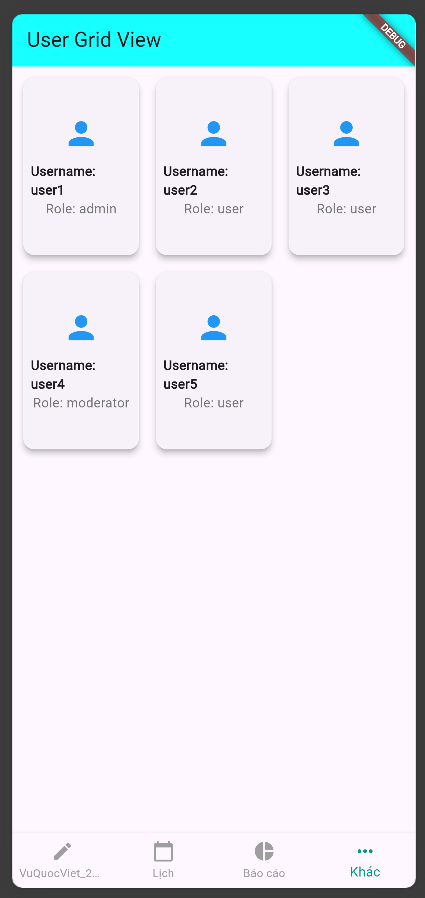 User Grid View
DEBUG
Username:
user1
Role: admin
Username:
user2
Role: user
Username:
user3
Role: user
Username:
user4
Role: moderator
Username:
user5
Role: user
VuQuocViet_2...
Lịch
Báo cáo
Khác